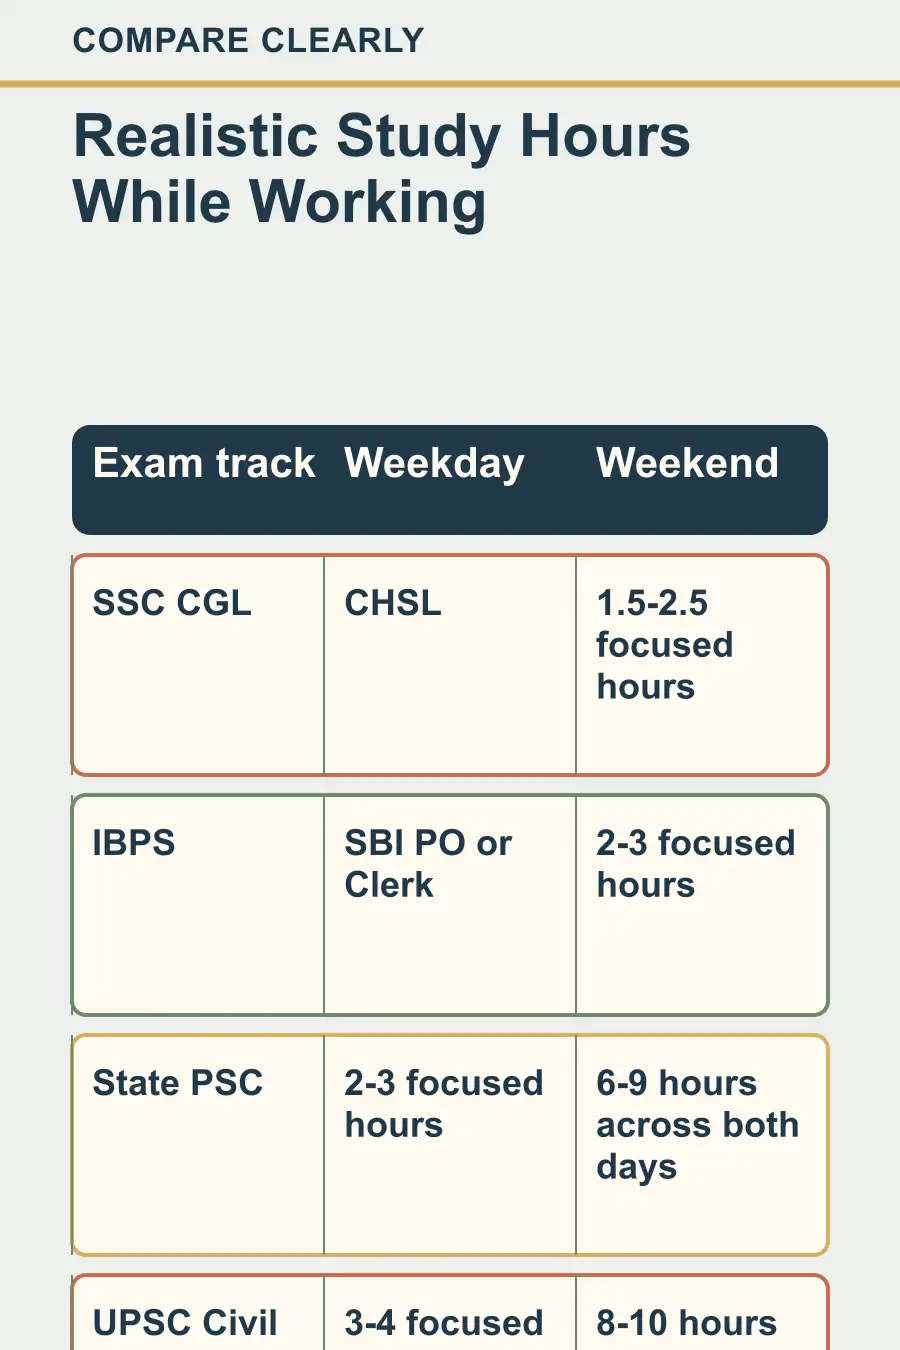 COMPARE CLEARLY
Realistic Study Hours
While Working
Exam track Weekday Weekend
SSC CGL CHSL 1.5-2.5
focused
hours
IBPS SBI PO or 2-3 focused
Clerk hours
State PSC 2-3 focused 6-9 hours
hours across both
days
UPSC Civil 3-4 focused 8-10 hours